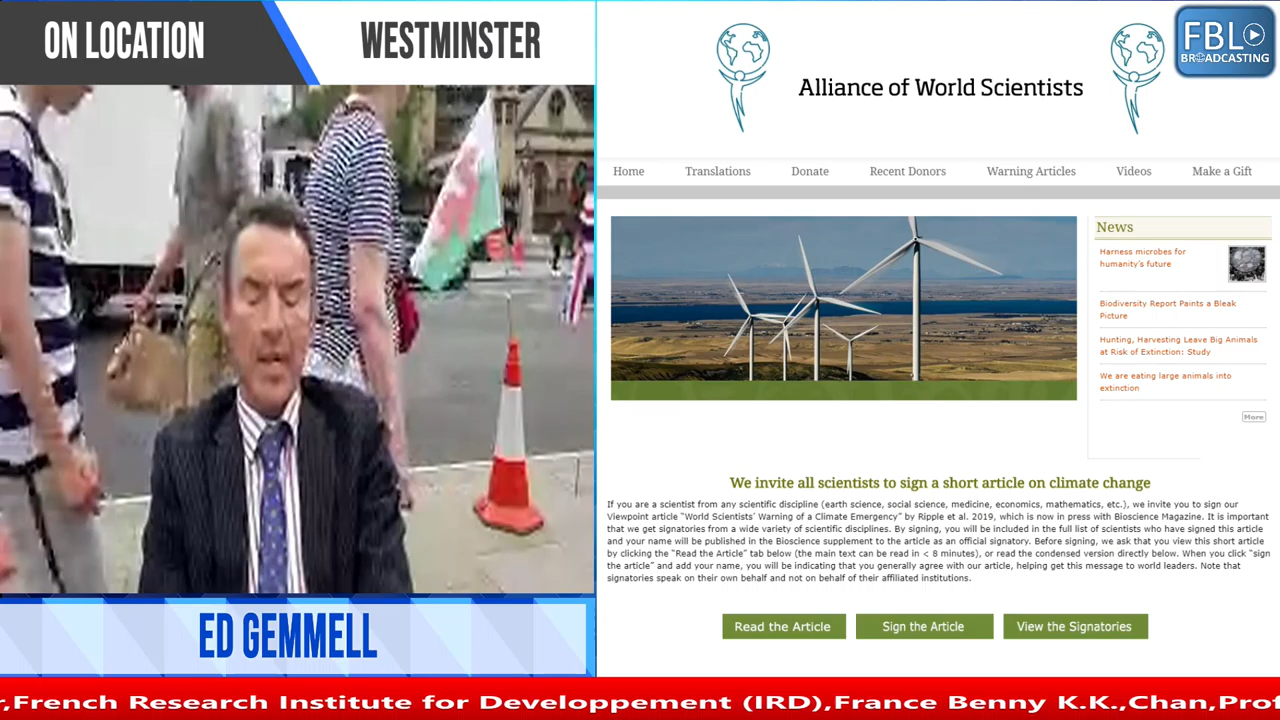 ON LOCATION
WESTMINSTER
FBL
BROADCASTING
Alliance of World Scientists
Home Translations Donate Recent Donors Warning Articles Videos Make a Gift
News
Harness microbes for
humanity's future
Biodiversity Report Paints a Bleak
Picture
Hunting, Harvesting Leave Big Animals
at Risk of Extinction: Study
We are eating large animals into
extinction
More
We invite all scientists to sign a short article on climate change
If you are a scientist from any scientific discipline (earth science, social science, medicine, economics, mathematics, etc.), we invite you to sign our
Viewpoint article "World Scientists' Warning of a Climate Emergency" by Ripple et al. 2019, which is now in press with Bioscience Magazine. It is important
that we get signatories from a wide variety of scientific disciplines. By signing, you will be included in the full list of scientists who have signed this article
and your name will be published in the Bioscience supplement to the article as an official signatory. Before signing, we ask that you view this short article
by clicking the "Read the Article" tab below (the main text can be read in < 8 minutes), or read the condensed version directly below. When you click "sign
the article" and add your name, you will be indicating that you generally agree with our article, helping get this message to world leaders. Note that
signatories speak on their own behalf and not on behalf of their affiliated institutions.
Read the Article Sign the Article View the Signatories
ED GEMMELL
r,French Research Institute for Developpement (IRD),France Benny K.K.,Chan,Prof